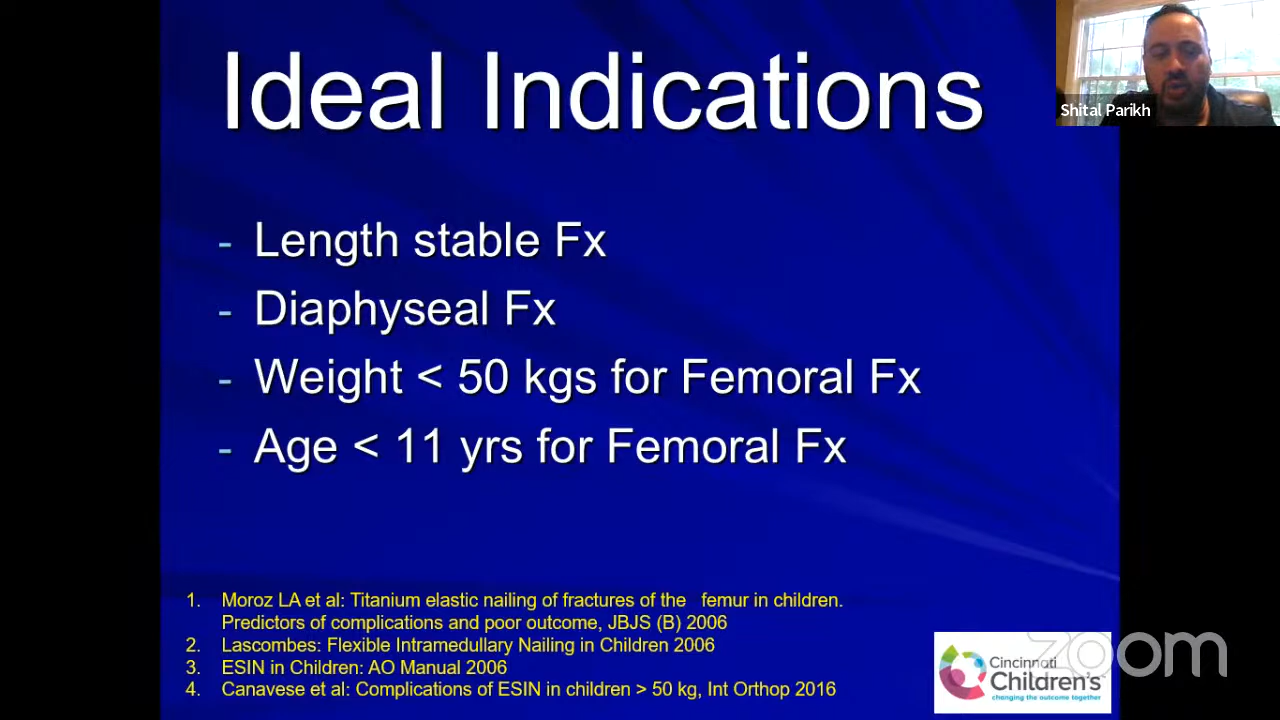 Ideal Indications
Shital Parikh
- Length stable Fx
- Diaphyseal Fx
- Weight < 50 kgs for Femoral Fx
- Age < 11 yrs for Femoral Fx
1. Moroz LA et al: Titanium elastic nailing of fractures of the femur in children.
Predictors of complications and poor outcome, JBJS (B) 2006
2. Lascombes: Flexible Intramedullary Nailing in Children 2006
3. ESIN in Children: AO Manual 2006
4. Canavese et al: Complications of ESIN in children > 50 kg, Int Orthop 2016
Cincinnati
Children's
changing the outcome together
zoom